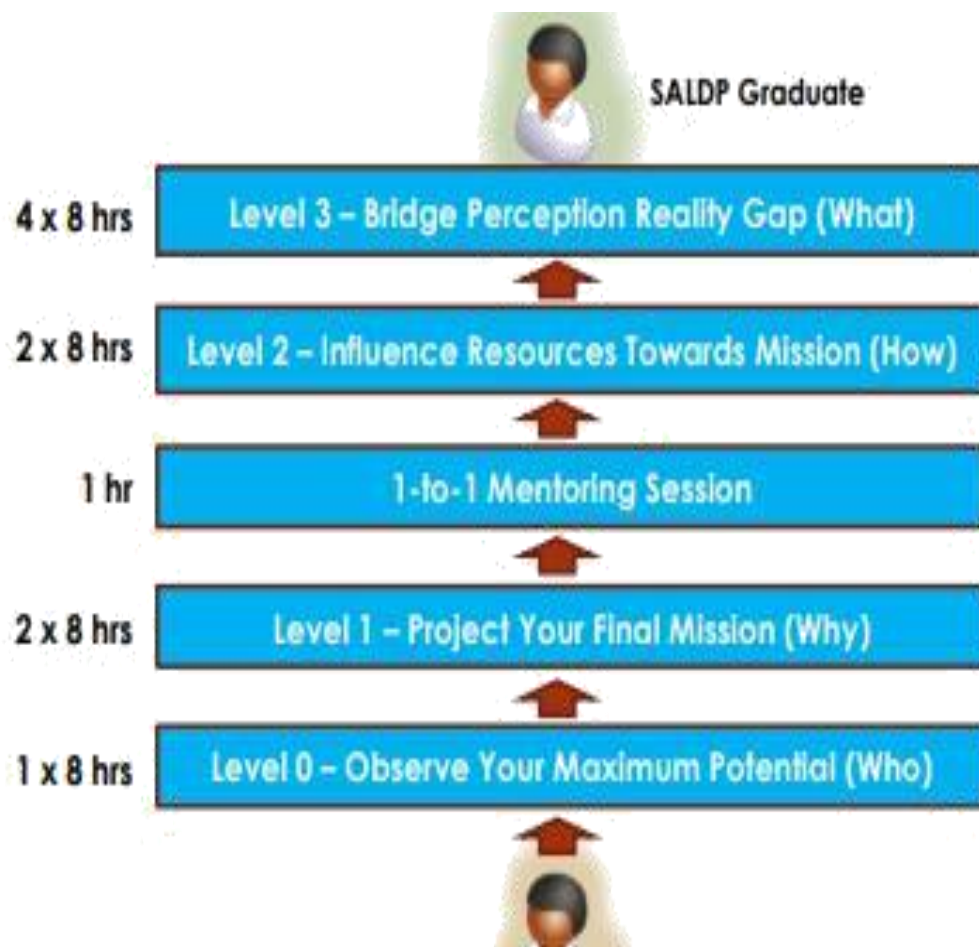 SALDP Graduate
4 x 8 hrs Level 3 – Bridge Perception Reality Gap (What)
2 x 8 hrs Level 2 – Influence Resources Towards Mission (How)
1 hr 1-to-1 Mentoring Session
2 x 8 hrs Level 1 – Project Your Final Mission (Why)
1 x 8 hrs Level 0 – Observe Your Maximum Potential (Who)